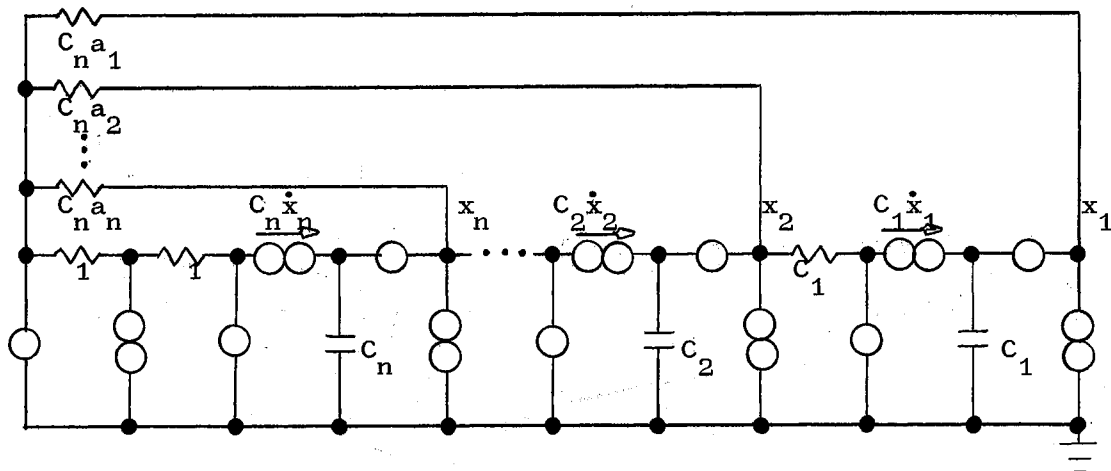 C_n a_1
C_n a_2
C_n a_n
C_n ẋ_n
x_n
C_2 ẋ_2
x_2
C_1 ẋ_1
x_1
1
1
C_1
C_n
C_2
C_1